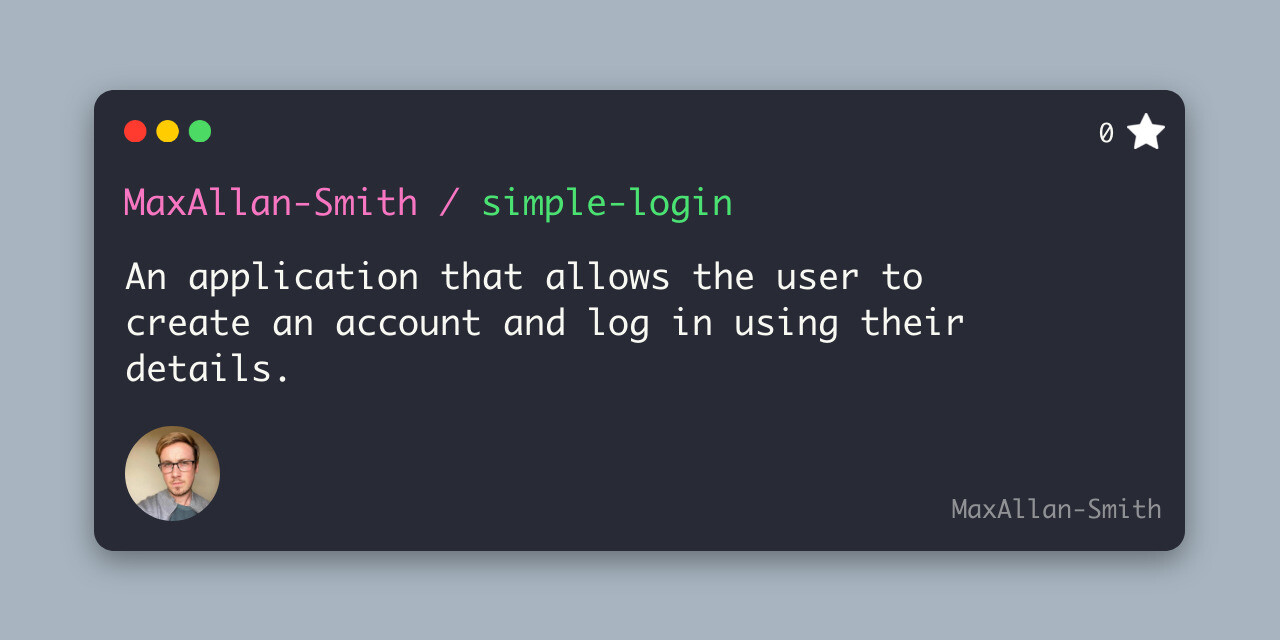 0
MaxAllan-Smith / simple-login
An application that allows the user to
create an account and log in using their
details.
MaxAllan-Smith